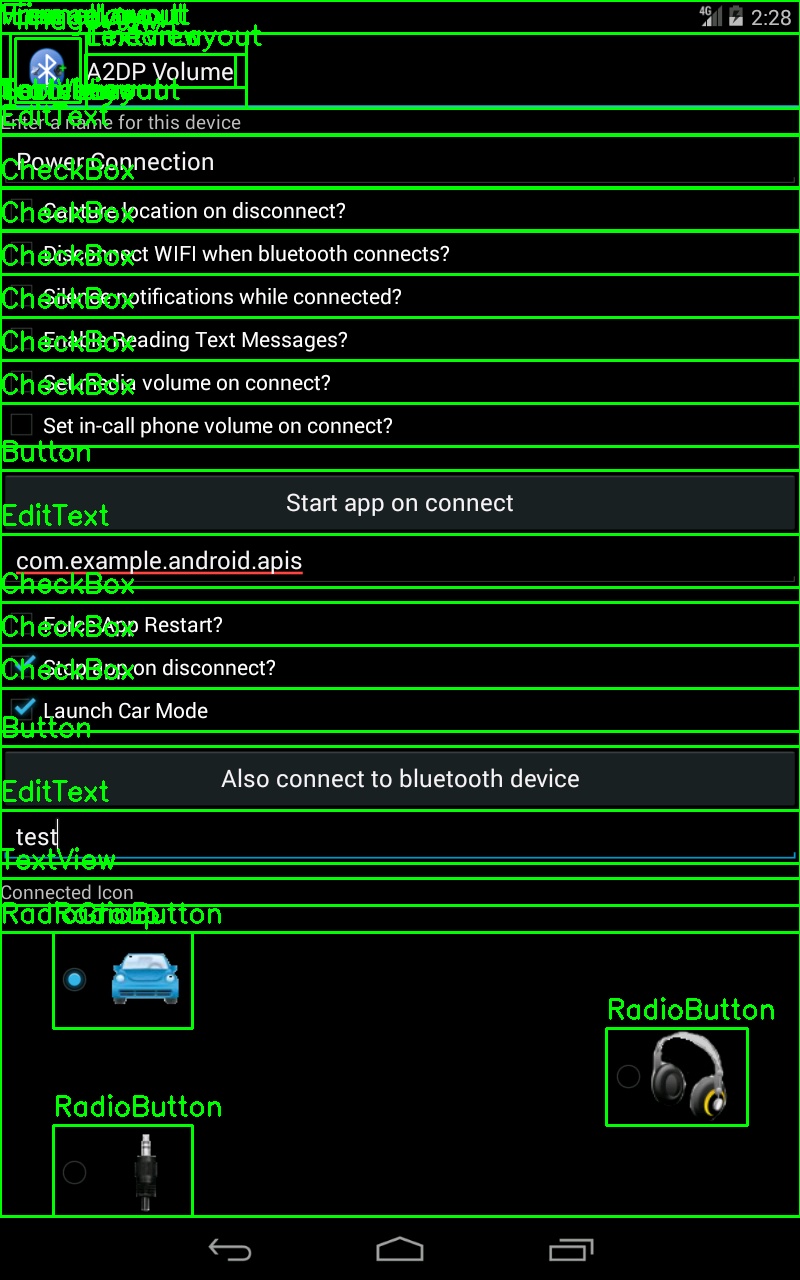 4G 2:28
FrameLayout
ImageView
TextView
LinearLayout
A2DP Volume
TextView
EditText
Enter a name for this device
Power Connection
CheckBox
Capture location on disconnect?
CheckBox
Disconnect WIFI when bluetooth connects?
CheckBox
Silence notifications while connected?
CheckBox
Enable Reading Text Messages?
CheckBox
Set media volume on connect?
CheckBox
Set in-call phone volume on connect?
Button
Start app on connect
EditText
com.example.android.apis
CheckBox
Force App Restart?
CheckBox
Stop app on disconnect?
CheckBox
Launch Car Mode
Button
Also connect to bluetooth device
EditText
test
TextView
Connected Icon
RadioGroup
RadioButton
RadioButton
RadioButton